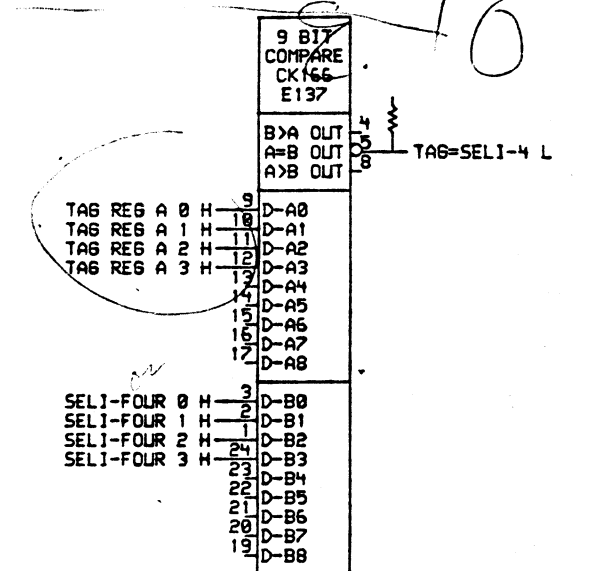 9 BIT
COMPARE
CK166
E137
B>A OUT 4
A=B OUT 5 TAG=SELI-4 L
A>B OUT 8
TAG REG A 0 H 9 D-A0
TAG REG A 1 H 10 D-A1
TAG REG A 2 H 11 D-A2
TAG REG A 3 H 12 D-A3
13 D-A4
14 D-A5
15 D-A6
16 D-A7
17 D-A8
SELI-FOUR 0 H 3 D-B0
SELI-FOUR 1 H 2 D-B1
SELI-FOUR 2 H 1 D-B2
SELI-FOUR 3 H 24 D-B3
23 D-B4
22 D-B5
21 D-B6
20 D-B7
19 D-B8